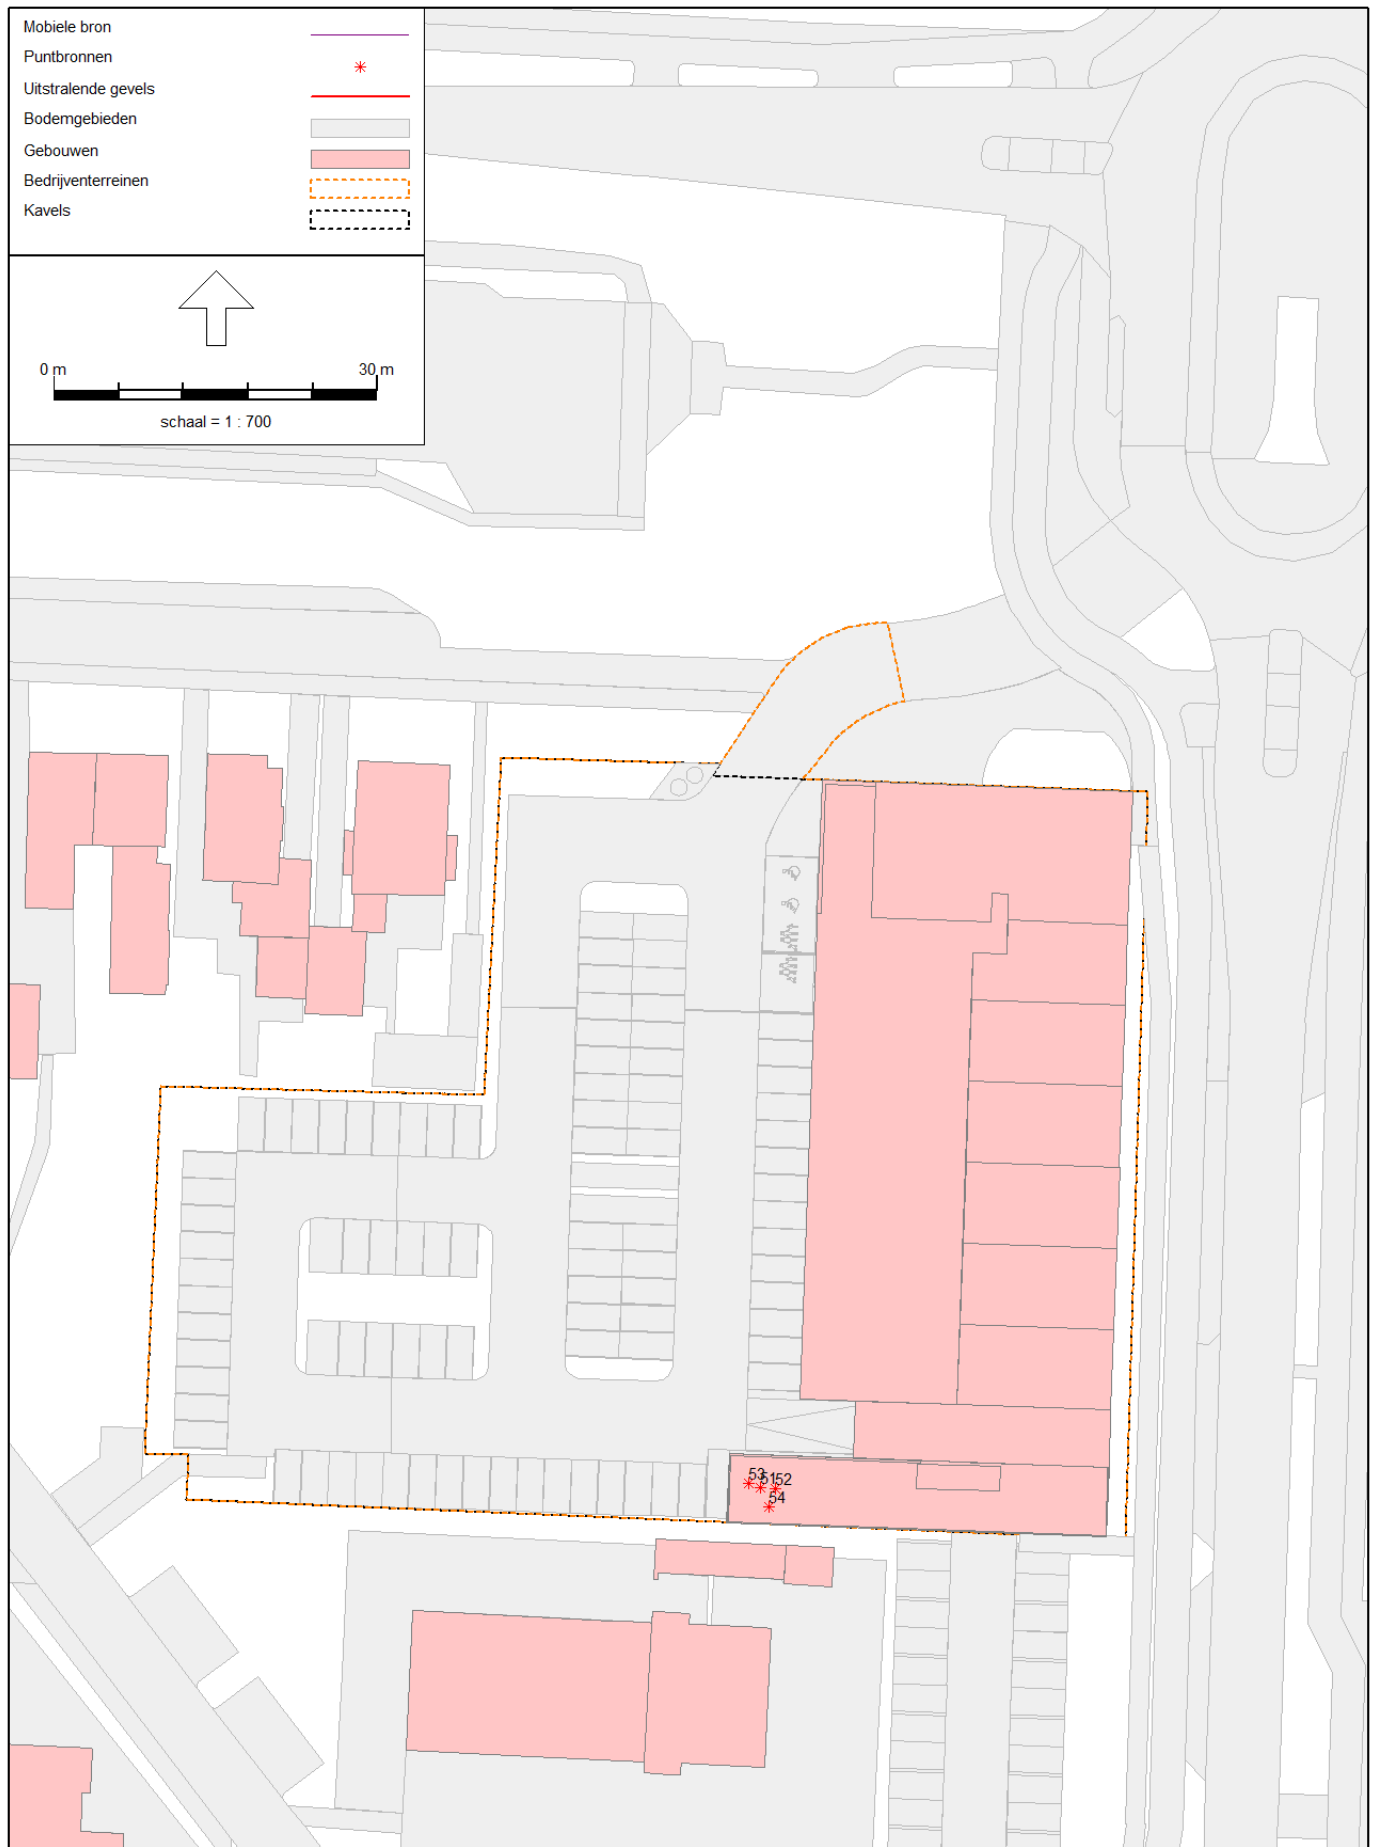 Mobiele bron
Puntbronnen
Uitstralende gevels
Bodemgebieden
Gebouwen
Bedrijventerreinen
Kavels
0 m 30 m
schaal = 1 : 700
53 51 52
54